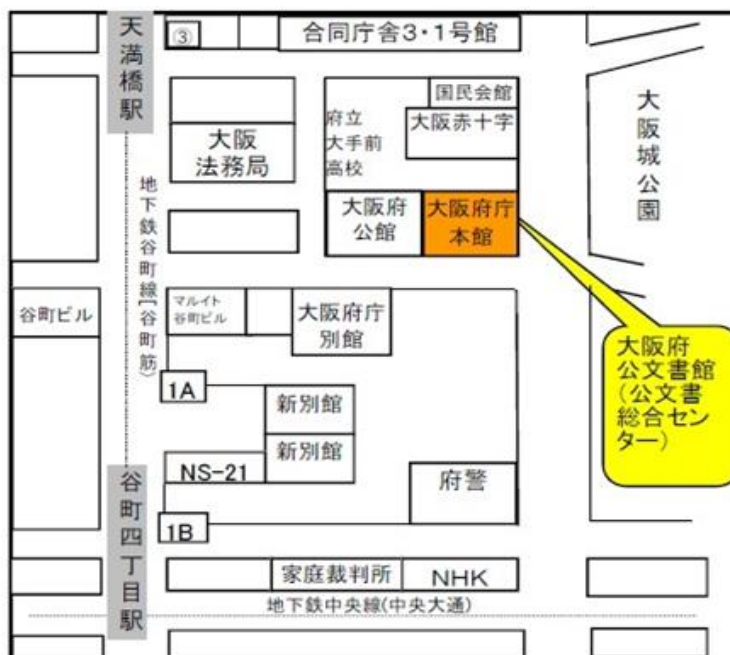 天満橋駅
③
合同庁舎3・1号館
国民会館
大阪赤十字
府立
大手前
高校
大阪
法務局
大阪城公園
地下鉄谷町線(谷町筋)
大阪府
公館
大阪府庁
本館
谷町ビル
マルイト
谷町ビル
大阪府庁
別館
大阪府
公文書館
(公文書
総合セン
ター)
1A
新別館
新別館
NS-21
府警
谷町四丁目駅
1B
家庭裁判所
NHK
地下鉄中央線(中央大通)